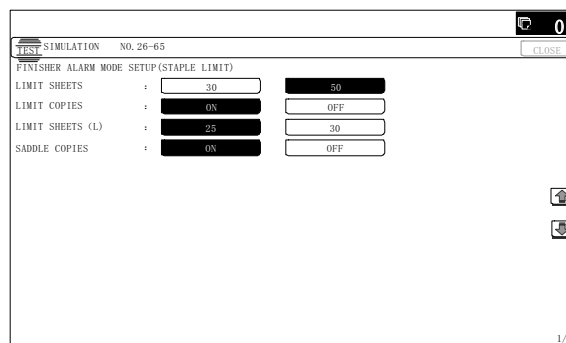 0
TEST SIMULATION NO.26-65
CLOSE
FINISHER ALARM MODE SETUP(STAPLE LIMIT)
LIMIT SHEETS : 30 50
LIMIT COPIES : ON OFF
LIMIT SHEETS (L) : 25 30
SADDLE COPIES : ON OFF
1/